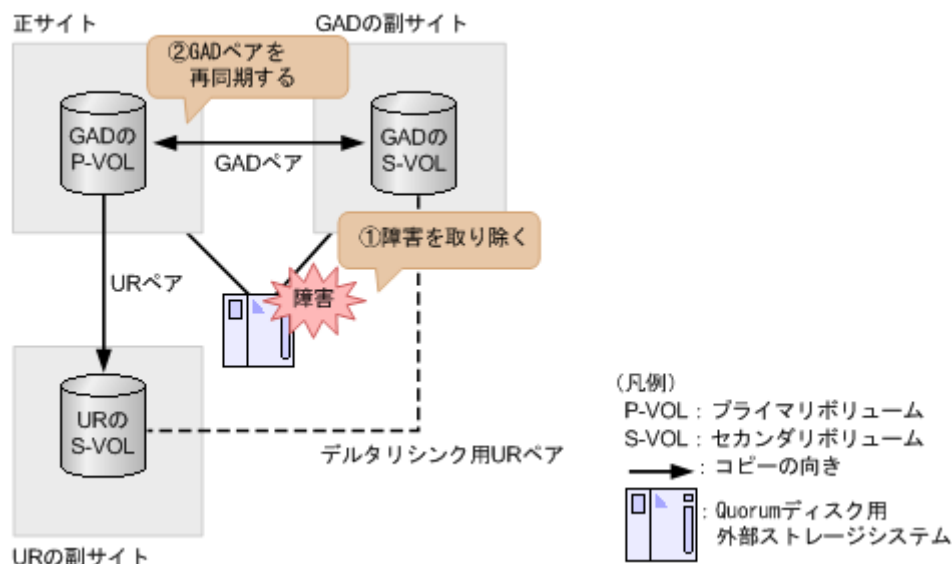 正サイト
GADの副サイト
②GADペアを
再同期する
GADの
P-VOL
GADペア
GADの
S-VOL
①障害を取り除く
URペア
障害
URの
S-VOL
デルタリシンク用URペア
URの副サイト
(凡例)
P-VOL : プライマリボリューム
S-VOL : セカンダリボリューム
: コピーの向き
: Quorumディスク用
外部ストレージシステム